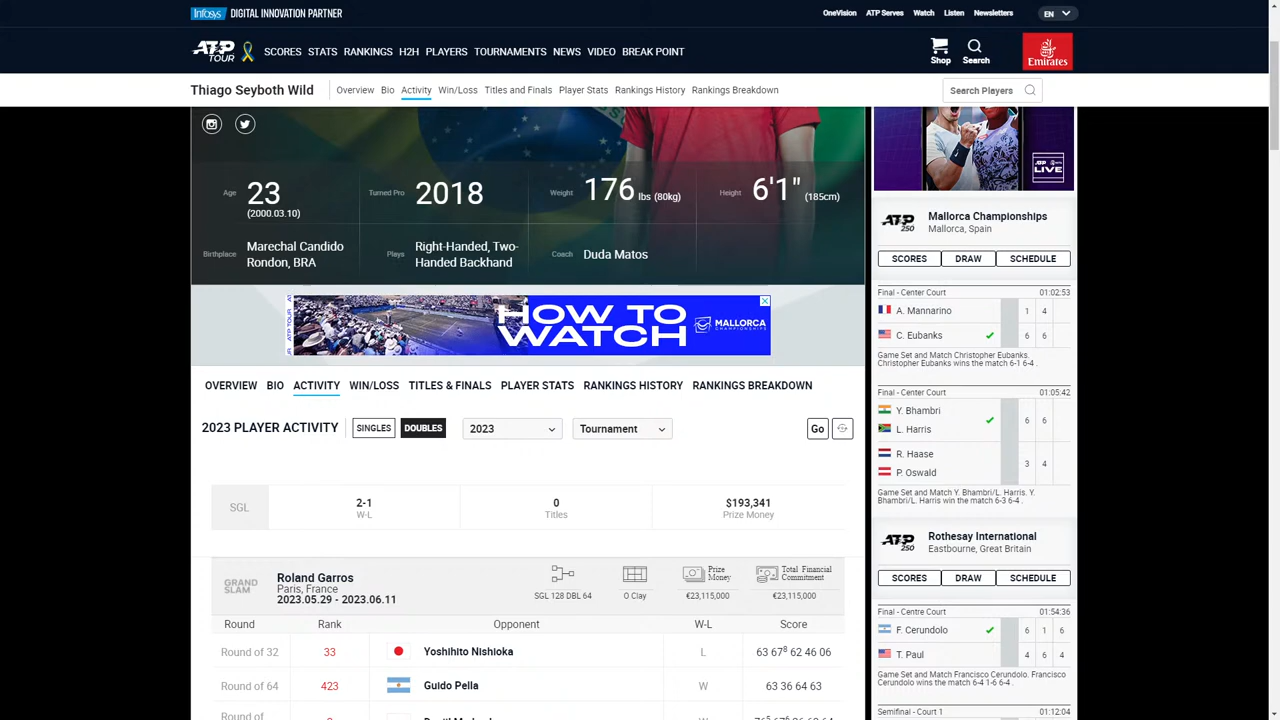 Infosys DIGITAL INNOVATION PARTNER
OneVision ATP Serves Watch Listen Newsletters EN
ATP TOUR SCORES STATS RANKINGS H2H PLAYERS TOURNAMENTS NEWS VIDEO BREAK POINT
Shop Search Emirates
Thiago Seyboth Wild Overview Bio Activity Win/Loss Titles and Finals Player Stats Rankings History Rankings Breakdown Search Players
Age 23 (2000.03.10)
Turned Pro 2018
Weight 176 lbs (80kg)
Height 6'1" (185cm)
Birthplace Marechal Candido
Rondon, BRA
Plays Right-Handed, Two-
Handed Backhand
Coach Duda Matos
ATP TOUR
HOW TO
WATCH
MALLORCA
CHAMPIONSHIPS
OVERVIEW BIO ACTIVITY WIN/LOSS TITLES & FINALS PLAYER STATS RANKINGS HISTORY RANKINGS BREAKDOWN
2023 PLAYER ACTIVITY SINGLES DOUBLES 2023 Tournament Go
SGL 2-1 0 $193,341
W-L Titles Prize Money
GRAND
SLAM
Roland Garros
Paris, France
2023.05.29 - 2023.06.11
SGL 128 DBL 64
O Clay
Prize
Money
€23,115,000
Total Financial
Commitment
€23,115,000
Round Rank Opponent W-L Score
Round of 32 33 Yoshihito Nishioka L 63 67⁸ 62 46 06
Round of 64 423 Guido Pella W 63 36 64 63
Round of
ATP
LIVE
ATP
250
Mallorca Championships
Mallorca, Spain
SCORES DRAW SCHEDULE
Final - Center Court 01:02:53
A. Mannarino 1 4
C. Eubanks 6 6
Game Set and Match Christopher Eubanks.
Christopher Eubanks wins the match 6-1 6-4 .
Final - Center Court 01:05:42
Y. Bhambri
L. Harris 6 6
R. Haase
P. Oswald 3 4
Game Set and Match Y. Bhambri/L. Harris. Y.
Bhambri/L. Harris win the match 6-3 6-4 .
ATP
250
Rothesay International
Eastbourne, Great Britain
SCORES DRAW SCHEDULE
Final - Centre Court 01:54:36
F. Cerundolo 6 1 6
T. Paul 4 6 4
Game Set and Match Francisco Cerundolo. Francisco
Cerundolo wins the match 6-4 1-6 6-4 .
Semifinal - Court 1 01:12:04